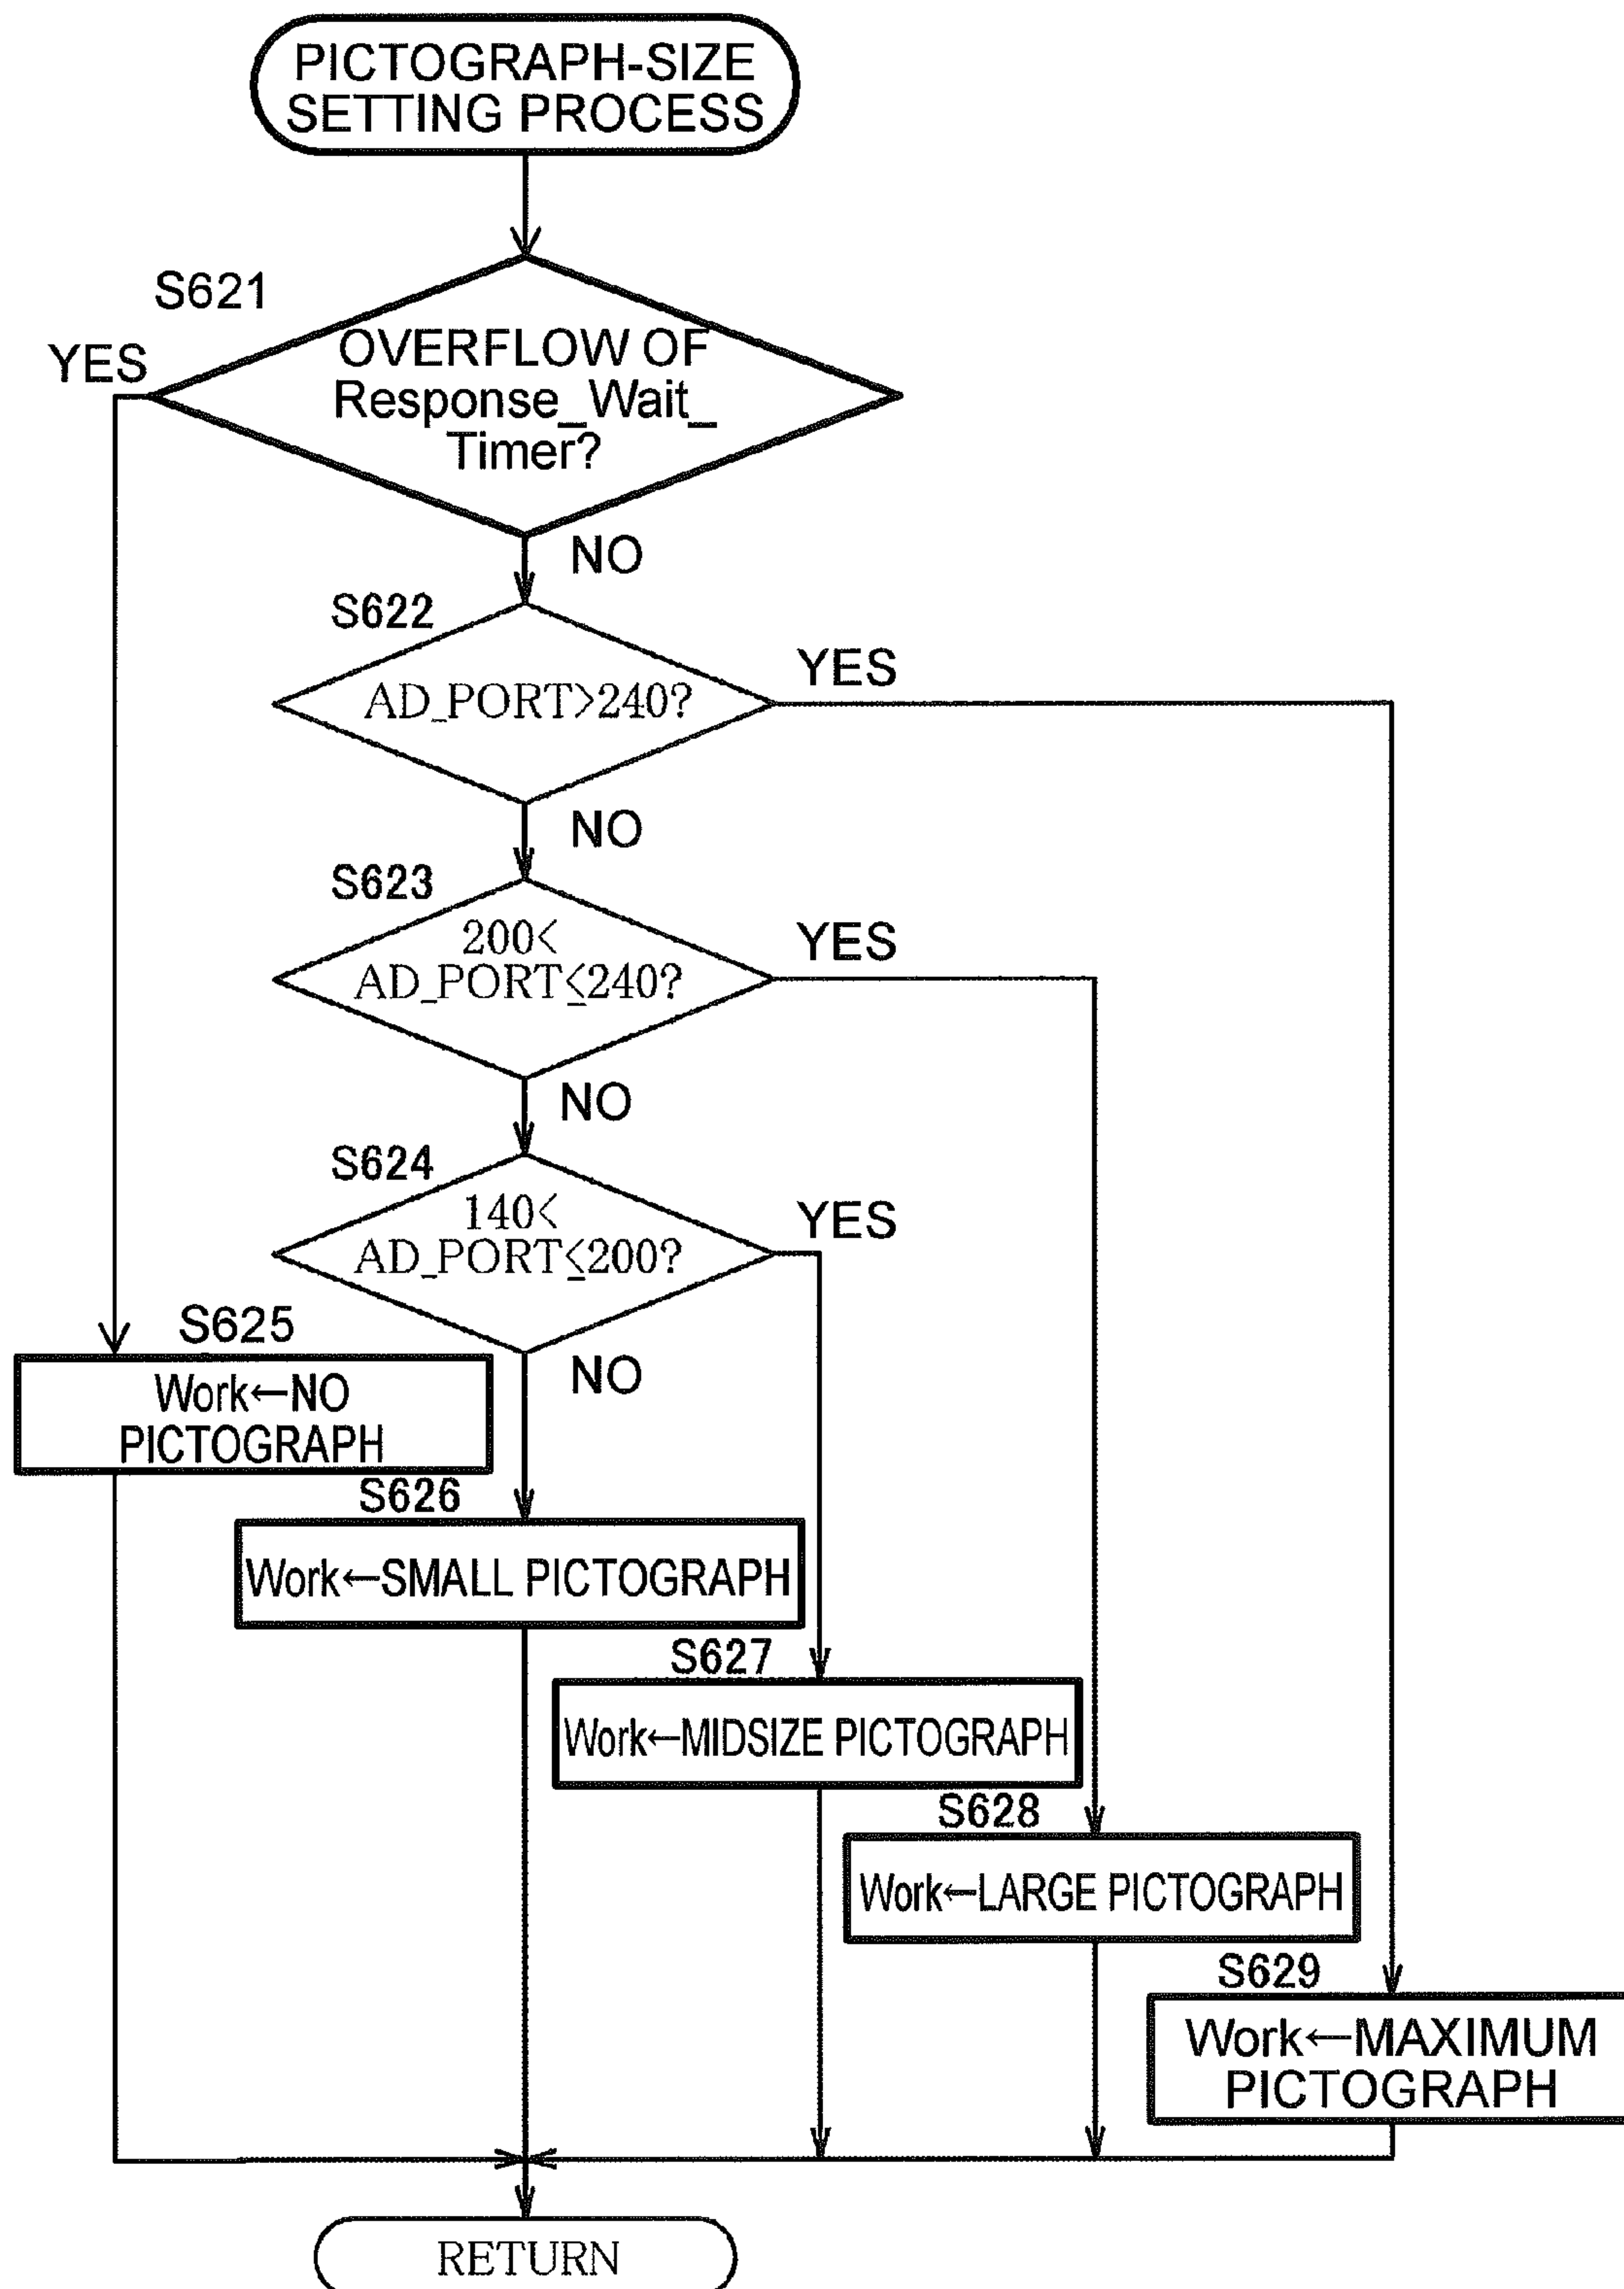 PICTOGRAPH-SIZE
SETTING PROCESS
S621
YES
OVERFLOW OF
Response_Wait_
Timer?
NO
S622
AD_PORT>240?
YES
NO
S623
200<
AD_PORT≤240?
YES
NO
S624
140<
AD_PORT≤200?
YES
NO
S625
Work←NO
PICTOGRAPH
S626
Work←SMALL PICTOGRAPH
S627
Work←MIDSIZE PICTOGRAPH
S628
Work←LARGE PICTOGRAPH
S629
Work←MAXIMUM
PICTOGRAPH
RETURN